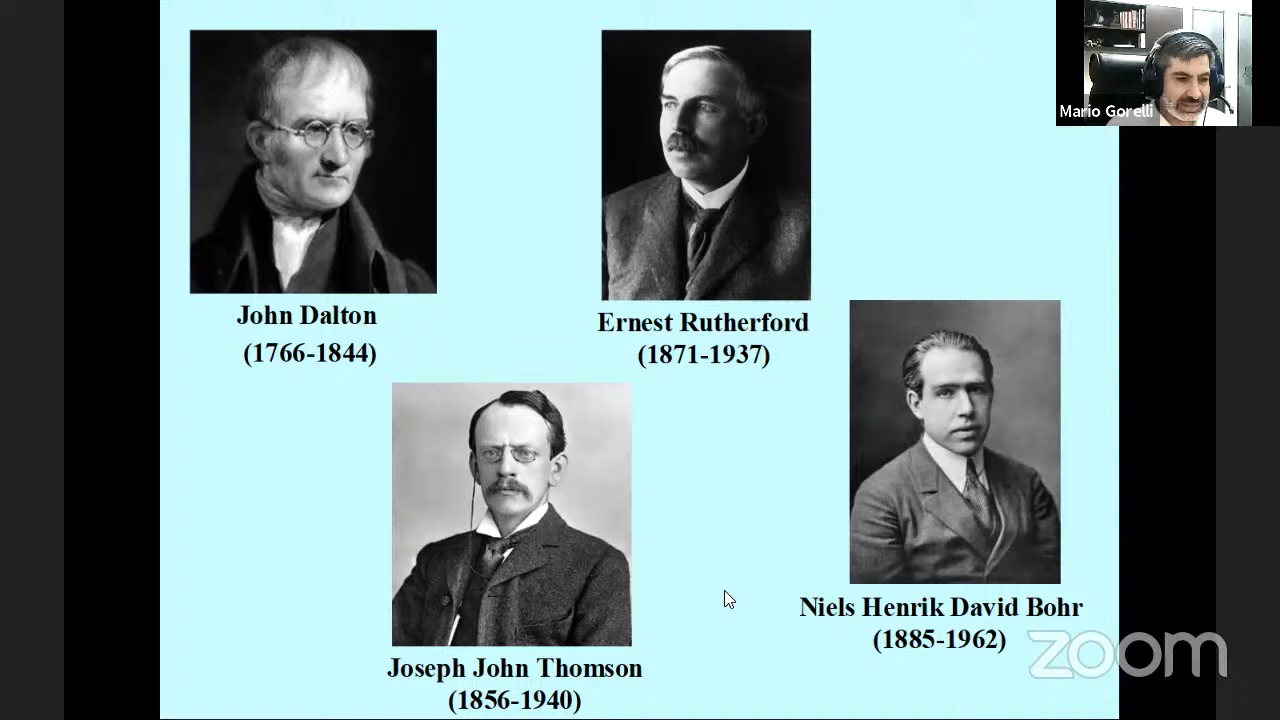 Mario Gorelli
John Dalton
(1766-1844)
Ernest Rutherford
(1871-1937)
Joseph John Thomson
(1856-1940)
Niels Henrik David Bohr
(1885-1962)
zoom